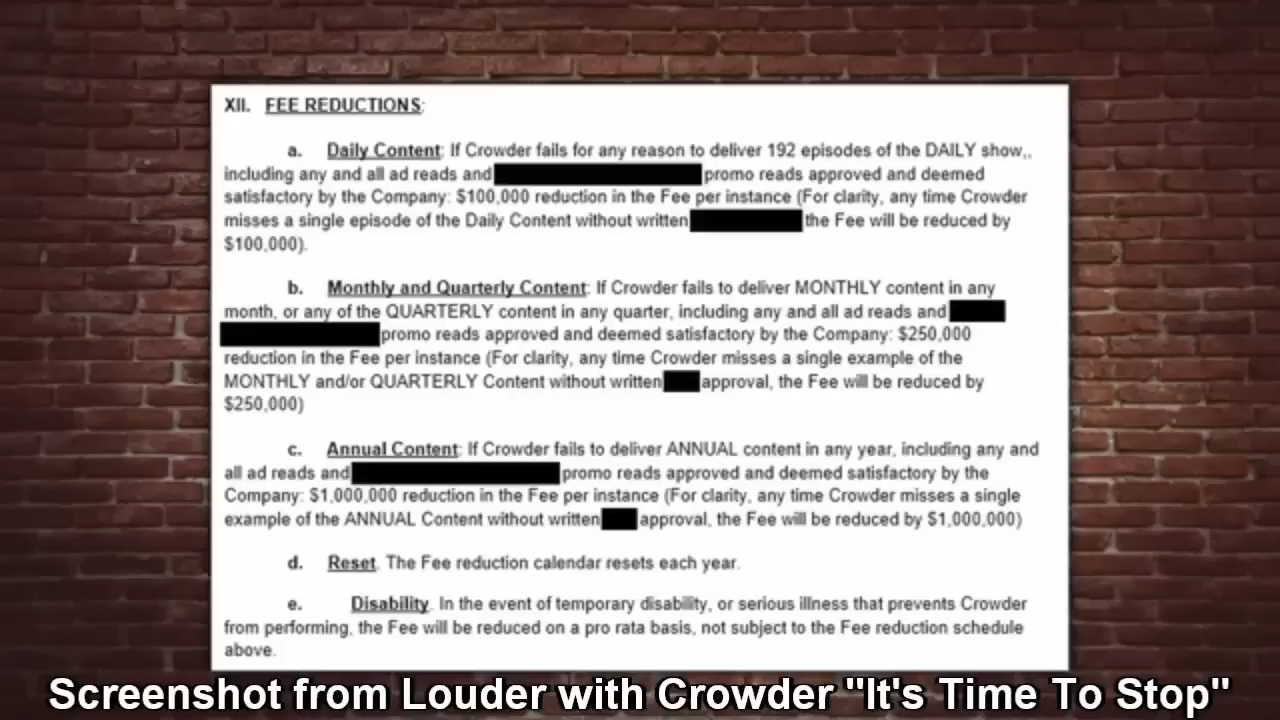 XII. FEE REDUCTIONS:
a. Daily Content: If Crowder fails for any reason to deliver 192 episodes of the DAILY show,,
including any and all ad reads and promo reads approved and deemed
satisfactory by the Company: $100,000 reduction in the Fee per instance (For clarity, any time Crowder
misses a single episode of the Daily Content without written the Fee will be reduced by
$100,000).
b. Monthly and Quarterly Content: If Crowder fails to deliver MONTHLY content in any
month, or any of the QUARTERLY content in any quarter, including any and all ad reads and
promo reads approved and deemed satisfactory by the Company: $250,000
reduction in the Fee per instance (For clarity, any time Crowder misses a single example of the
MONTHLY and/or QUARTERLY Content without written approval, the Fee will be reduced by
$250,000)
c. Annual Content: If Crowder fails to deliver ANNUAL content in any year, including any and
all ad reads and promo reads approved and deemed satisfactory by the
Company: $1,000,000 reduction in the Fee per instance (For clarity, any time Crowder misses a single
example of the ANNUAL Content without written approval, the Fee will be reduced by $1,000,000)
d. Reset. The Fee reduction calendar resets each year.
e. Disability. In the event of temporary disability, or serious illness that prevents Crowder
from performing, the Fee will be reduced on a pro rata basis, not subject to the Fee reduction schedule
above.
Screenshot from Louder with Crowder "It's Time To Stop"